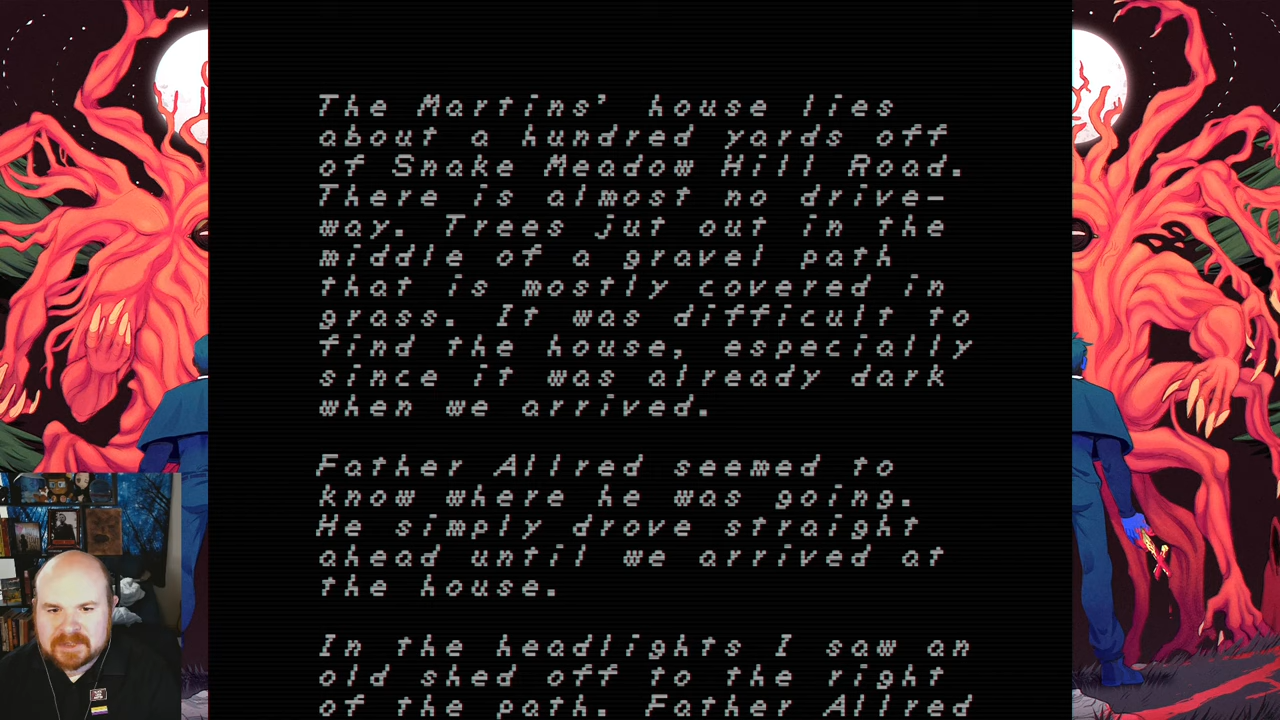 The Martins' house lies
about a hundred yards off
of Snake Meadow Hill Road.
There is almost no drive-
way. Trees jut out in the
middle of a gravel path
that is mostly covered in
grass. It was difficult to
find the house, especially
since it was already dark
when we arrived.
Father Allred seemed to
know where he was going.
He simply drove straight
ahead until we arrived at
the house.
In the headlights I saw an
old shed off to the right
of the path. Father Allred